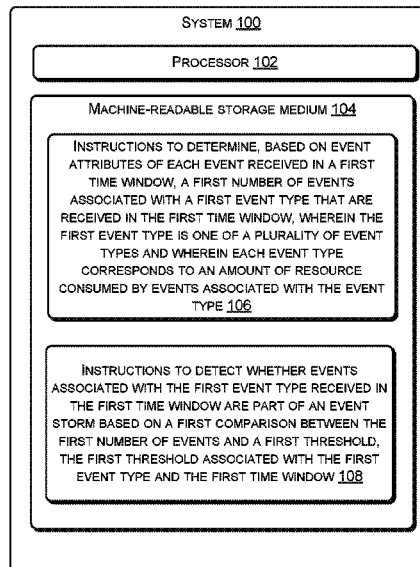 SYSTEM 100
PROCESSOR 102
MACHINE-READABLE STORAGE MEDIUM 104
INSTRUCTIONS TO DETERMINE, BASED ON EVENT
ATTRIBUTES OF EACH EVENT RECEIVED IN A FIRST
TIME WINDOW, A FIRST NUMBER OF EVENTS
ASSOCIATED WITH A FIRST EVENT TYPE THAT ARE
RECEIVED IN THE FIRST TIME WINDOW, WHEREIN THE
FIRST EVENT TYPE IS ONE OF A PLURALITY OF EVENT
TYPES AND WHEREIN EACH EVENT TYPE
CORRESPONDS TO AN AMOUNT OF RESOURCE
CONSUMED BY EVENTS ASSOCIATED WITH THE EVENT
TYPE 106
INSTRUCTIONS TO DETECT WHETHER EVENTS
ASSOCIATED WITH THE FIRST EVENT TYPE RECEIVED IN
THE FIRST TIME WINDOW ARE PART OF AN EVENT
STORM BASED ON A FIRST COMPARISON BETWEEN THE
FIRST NUMBER OF EVENTS AND A FIRST THRESHOLD,
THE FIRST THRESHOLD ASSOCIATED WITH THE FIRST
EVENT TYPE AND THE FIRST TIME WINDOW 108